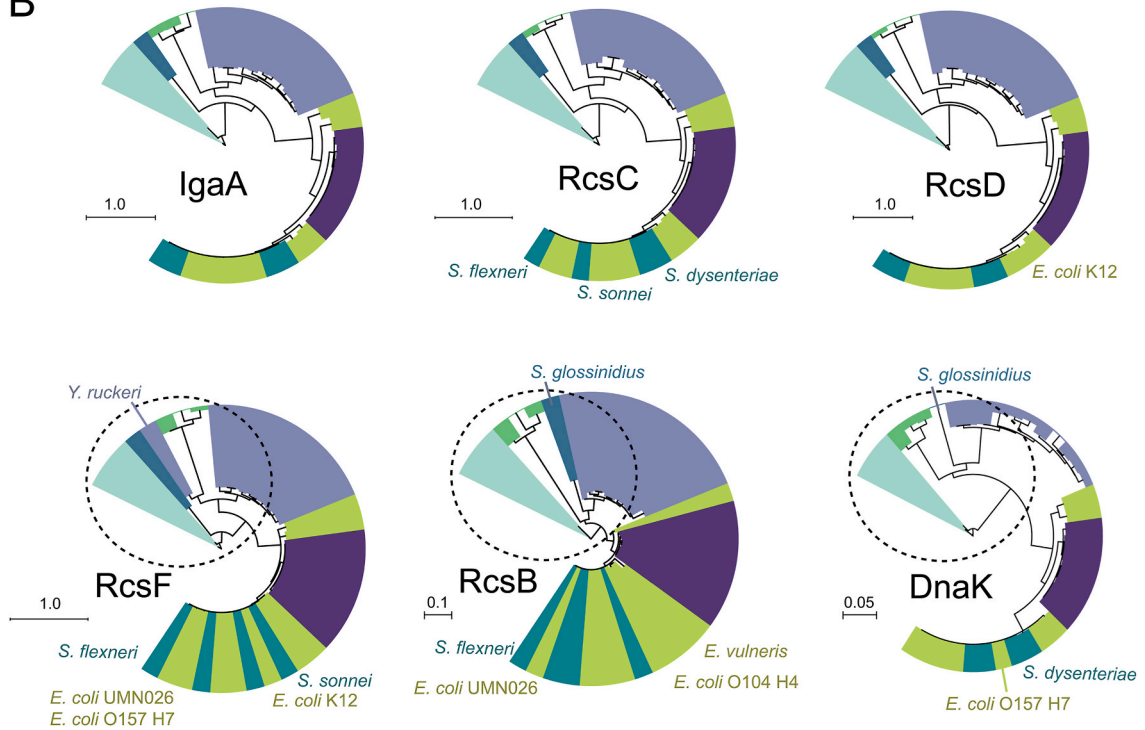 B
IgaA
RcsC
RcsD
1.0
1.0
1.0
S. flexneri
S. sonnei
S. dysenteriae
E. coli K12
Y. ruckeri
S. glossinidius
S. glossinidius
RcsF
RcsB
DnaK
1.0
0.1
0.05
S. flexneri
E. coli UMN026
E. coli O157 H7
S. sonnei
E. coli K12
S. flexneri
E. coli UMN026
E. vulneris
E. coli O104 H4
S. dysenteriae
E. coli O157 H7